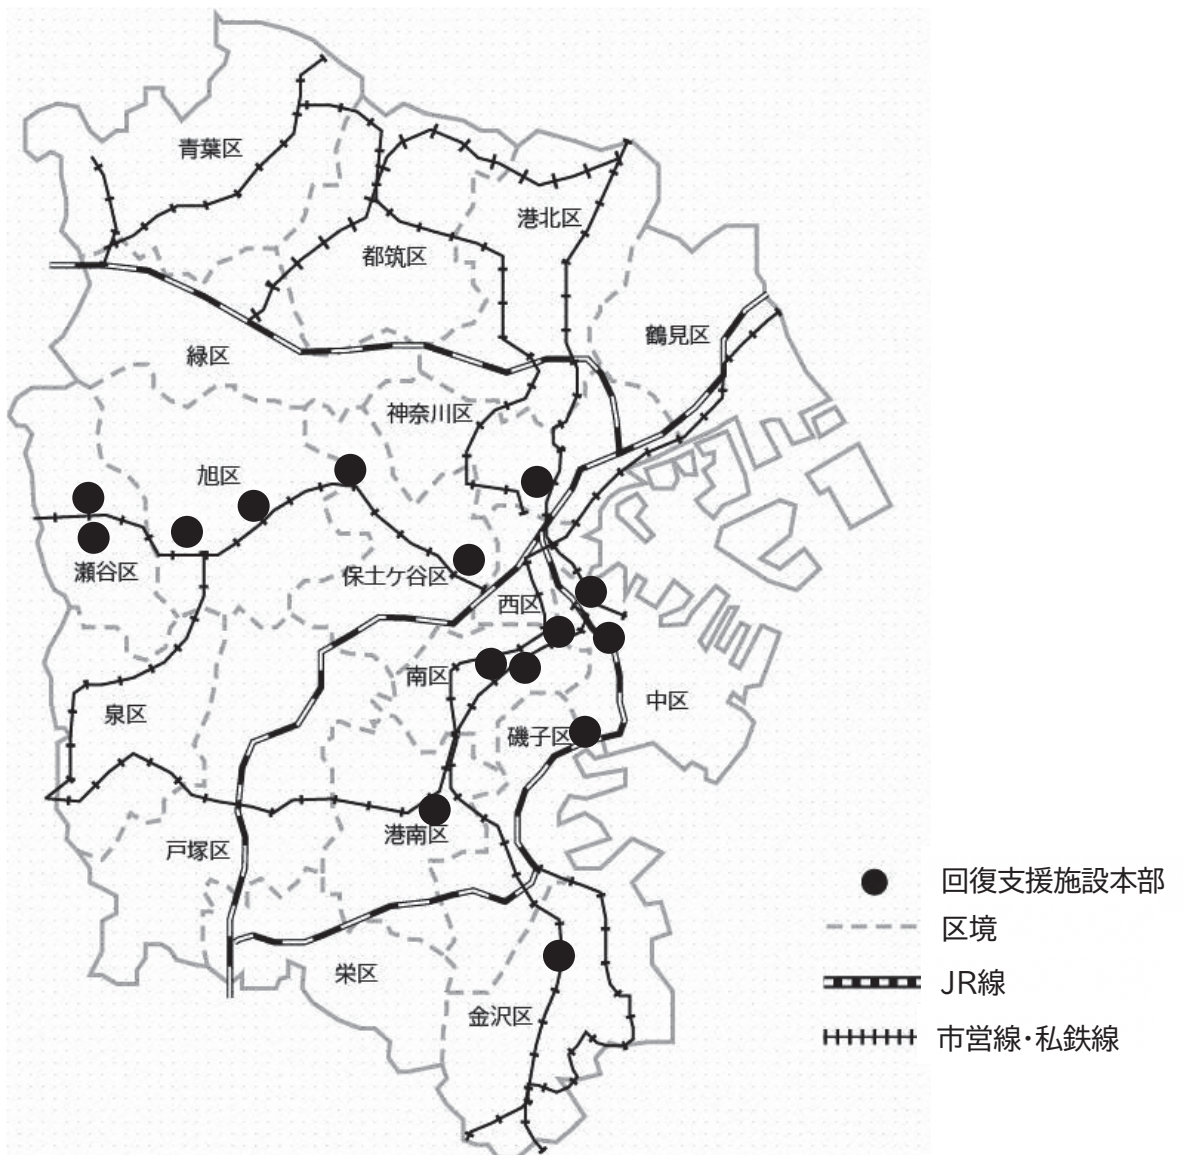 青葉区
港北区
都筑区
鶴見区
緑区
神奈川区
旭区
瀬谷区
保土ケ谷区
西区
南区
中区
泉区
磯子区
港南区
戸塚区
栄区
金沢区
回復支援施設本部
区境
JR線
市営線・私鉄線